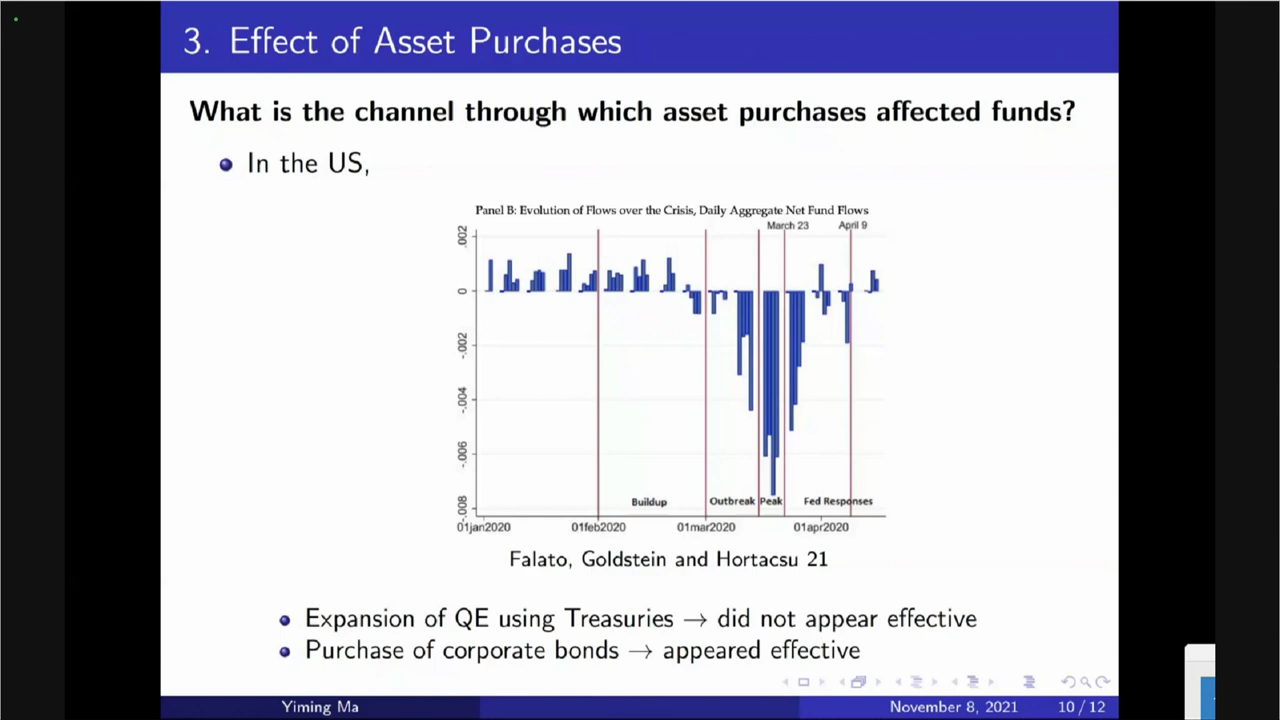 3. Effect of Asset Purchases
What is the channel through which asset purchases affected funds?
In the US,
Panel B: Evolution of Flows over the Crisis, Daily Aggregate Net Fund Flows
March 23 April 9
.002
0
-.002
-.004
-.006
-.008
Buildup Outbreak Peak Fed Responses
01jan2020 01feb2020 01mar2020 01apr2020
Falato, Goldstein and Hortacsu 21
Expansion of QE using Treasuries → did not appear effective
Purchase of corporate bonds → appeared effective
Yiming Ma November 8, 2021 10 / 12